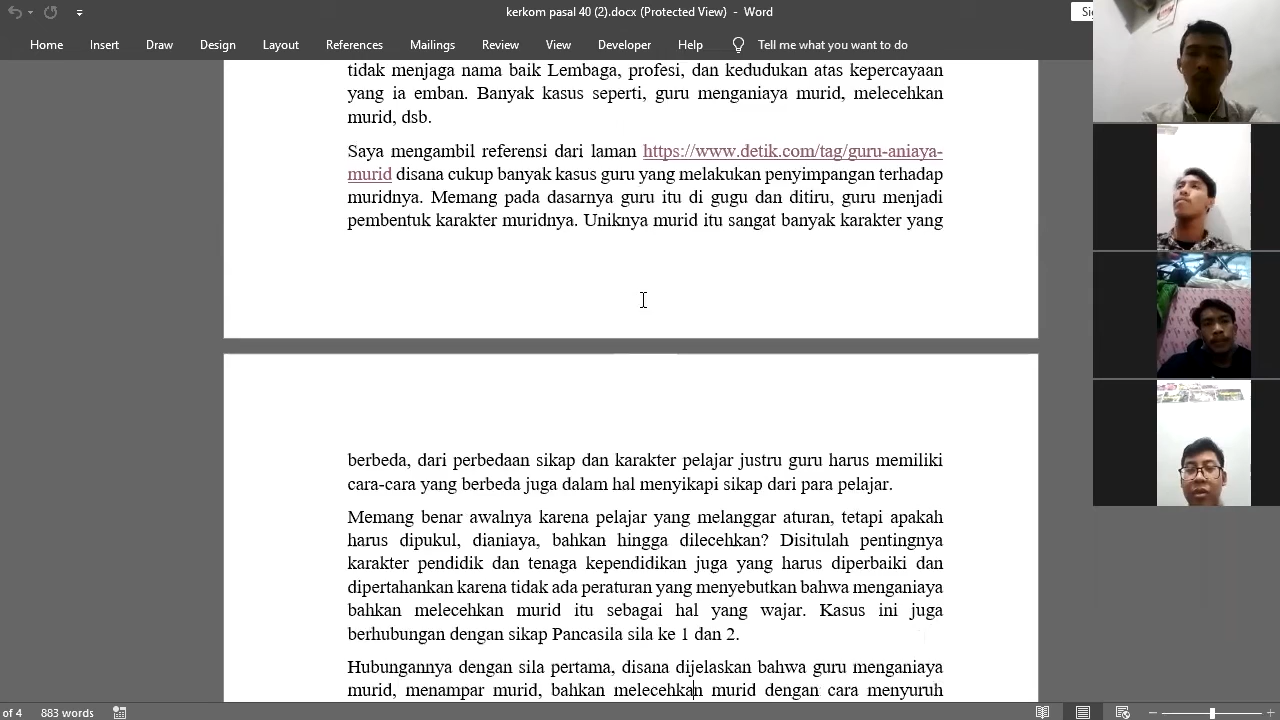 kerkom pasal 40 (2).docx (Protected View) - Word
Home Insert Draw Design Layout References Mailings Review View Developer Help Tell me what you want to do
tidak menjaga nama baik Lembaga, profesi, dan kedudukan atas kepercayaan
yang ia emban. Banyak kasus seperti, guru menganiaya murid, melecehkan
murid, dsb.
Saya mengambil referensi dari laman https://www.detik.com/tag/guru-aniaya-
murid disana cukup banyak kasus guru yang melakukan penyimpangan terhadap
muridnya. Memang pada dasarnya guru itu di gugu dan ditiru, guru menjadi
pembentuk karakter muridnya. Uniknya murid itu sangat banyak karakter yang
berbeda, dari perbedaan sikap dan karakter pelajar justru guru harus memiliki
cara-cara yang berbeda juga dalam hal menyikapi sikap dari para pelajar.
Memang benar awalnya karena pelajar yang melanggar aturan, tetapi apakah
harus dipukul, dianiaya, bahkan hingga dilecehkan? Disitulah pentingnya
karakter pendidik dan tenaga kependidikan juga yang harus diperbaiki dan
dipertahankan karena tidak ada peraturan yang menyebutkan bahwa menganiaya
bahkan melecehkan murid itu sebagai hal yang wajar. Kasus ini juga
berhubungan dengan sikap Pancasila sila ke 1 dan 2.
Hubungannya dengan sila pertama, disana dijelaskan bahwa guru menganiaya
murid, menampar murid, bahkan melecehkan murid dengan cara menyuruh
of 4 883 words